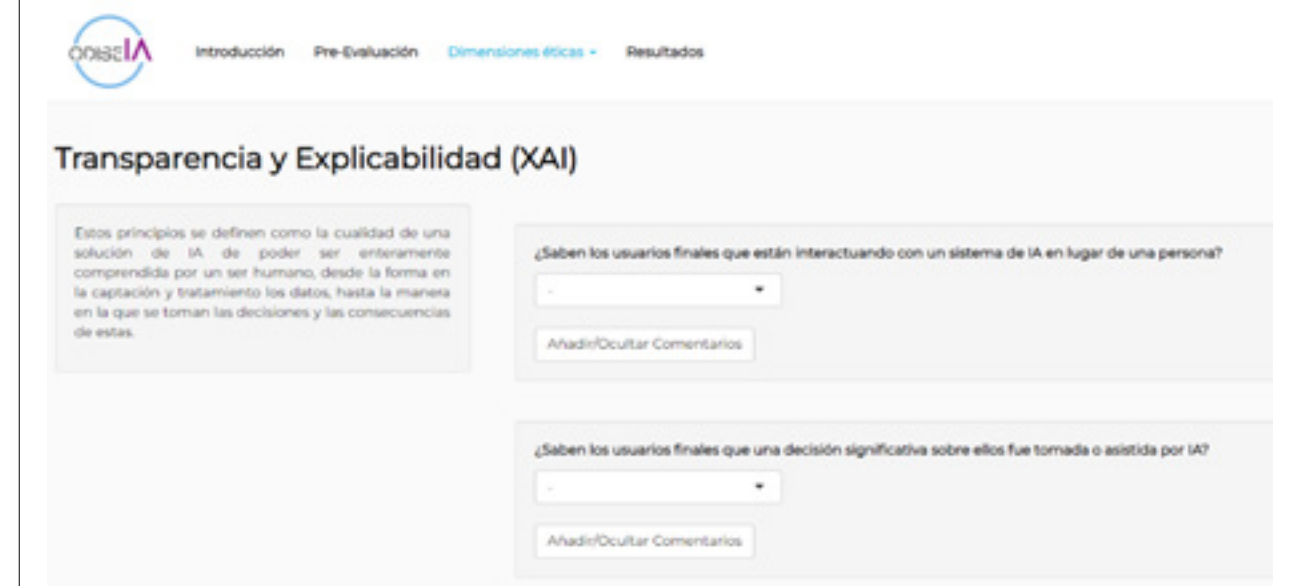 ODISEIA
Introducción Pre-Evaluación Dimensiones éticas Resultados
Transparencia y Explicabilidad (XAI)
Estos principios se definen como la cualidad de una
solución de IA de poder ser enteramente
comprendida por un ser humano, desde la forma en
la captación y tratamiento los datos, hasta la manera
en la que se toman las decisiones y las consecuencias
de estas.
¿Saben los usuarios finales que están interactuando con un sistema de IA en lugar de una persona?
-
Añadir/Ocultar Comentarios
¿Saben los usuarios finales que una decisión significativa sobre ellos fue tomada o asistida por IA?
-
Añadir/Ocultar Comentarios